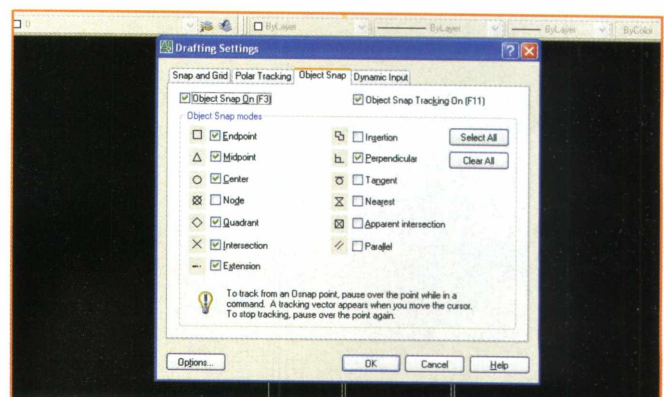 0
ByLayer
ByLayer
ByLayer
ByColor
Drafting Settings
Snap and Grid
Polar Tracking
Object Snap
Dynamic Input
Object Snap On (F3)
Object Snap Tracking On (F11)
Object Snap modes
Endpoint
Midpoint
Center
Node
Quadrant
Intersection
Extension
Insertion
Perpendicular
Tangent
Nearest
Apparent intersection
Parallel
Select All
Clear All
To track from an Osnap point, pause over the point while in a
command. A tracking vector appears when you move the cursor.
To stop tracking, pause over the point again.
Options...
OK
Cancel
Help